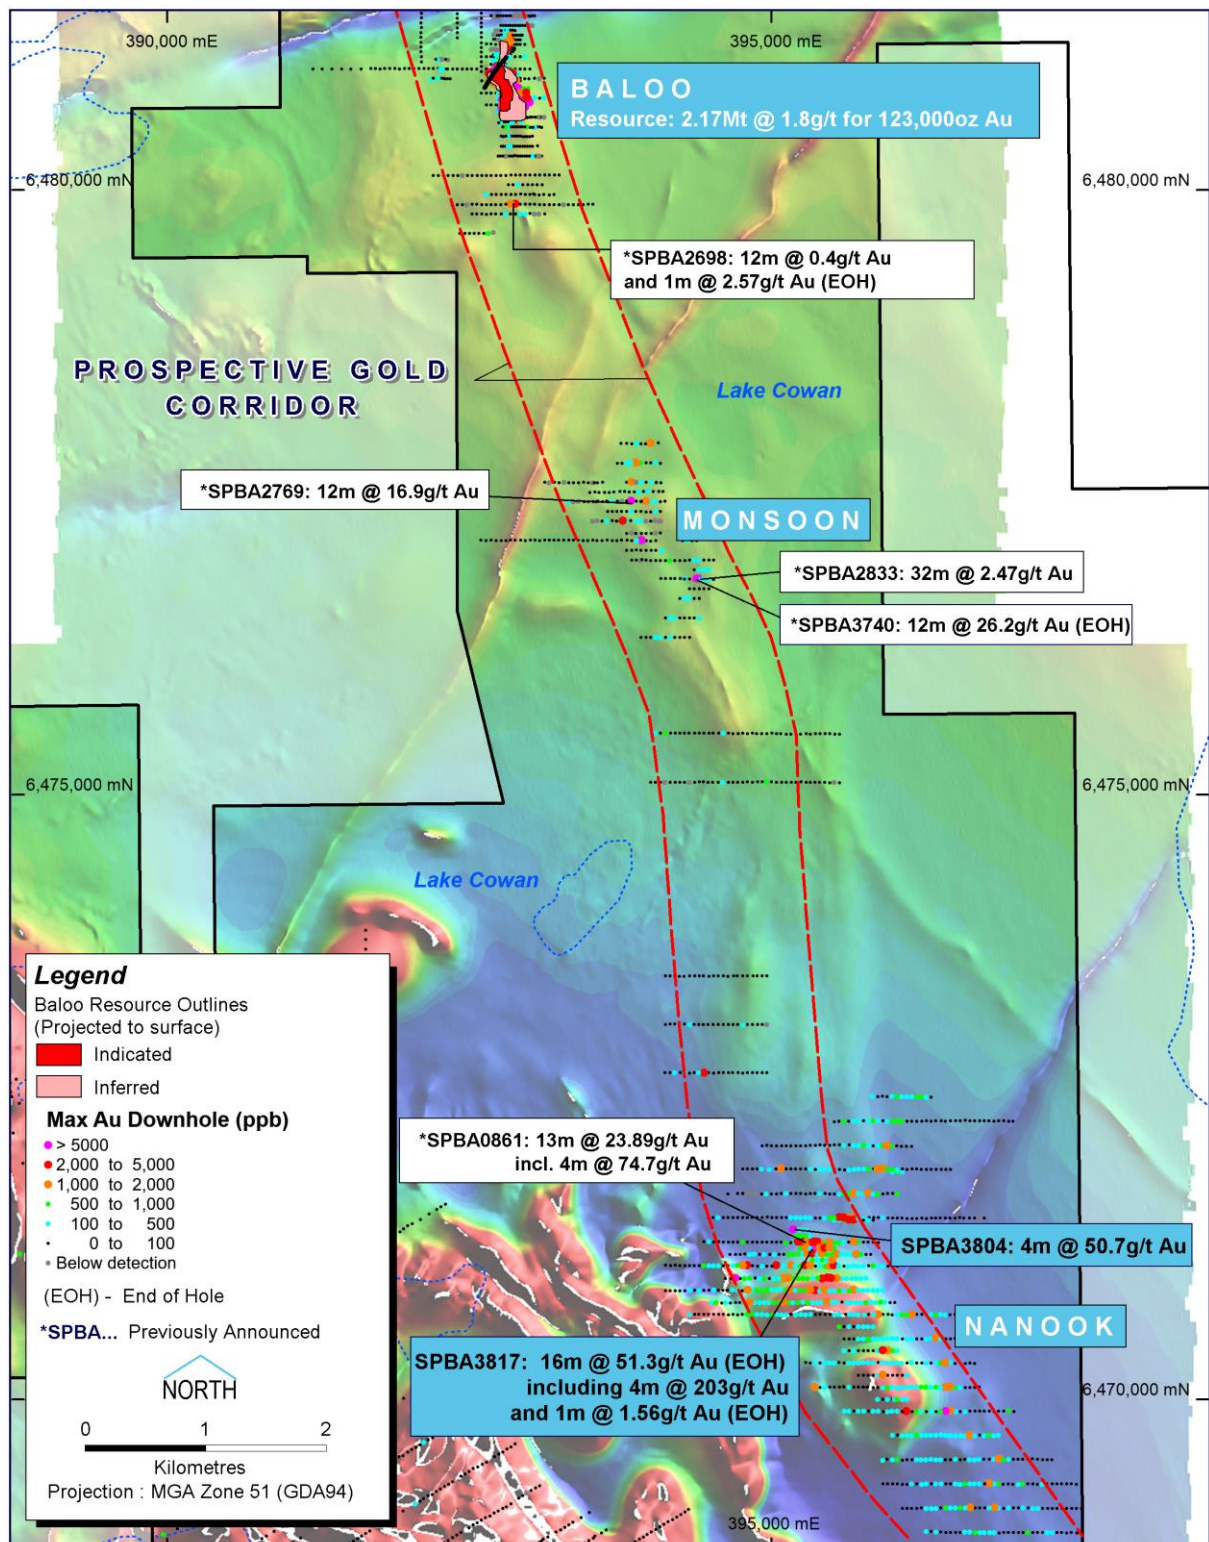 390,000 mE
395,000 mE
BALOO
Resource: 2.17Mt @ 1.8g/t for 123,000oz Au
6,480,000 mN
6,480,000 mN
*SPBA2698: 12m @ 0.4g/t Au
and 1m @ 2.57g/t Au (EOH)
PROSPECTIVE GOLD
CORRIDOR
Lake Cowan
*SPBA2769: 12m @ 16.9g/t Au
MONSOON
*SPBA2833: 32m @ 2.47g/t Au
*SPBA3740: 12m @ 26.2g/t Au (EOH)
6,475,000 mN
6,475,000 mN
Lake Cowan
Legend
Baloo Resource Outlines
(Projected to surface)
Indicated
Inferred
Max Au Downhole (ppb)
> 5000
2,000 to 5,000
1,000 to 2,000
500 to 1,000
100 to 500
0 to 100
Below detection
(EOH) - End of Hole
*SPBA... Previously Announced
NORTH
0 1 2
Kilometres
Projection : MGA Zone 51 (GDA94)
*SPBA0861: 13m @ 23.89g/t Au
incl. 4m @ 74.7g/t Au
SPBA3804: 4m @ 50.7g/t Au
NANOOK
SPBA3817: 16m @ 51.3g/t Au (EOH)
including 4m @ 203g/t Au
and 1m @ 1.56g/t Au (EOH)
6,470,000 mN
395,000 mE